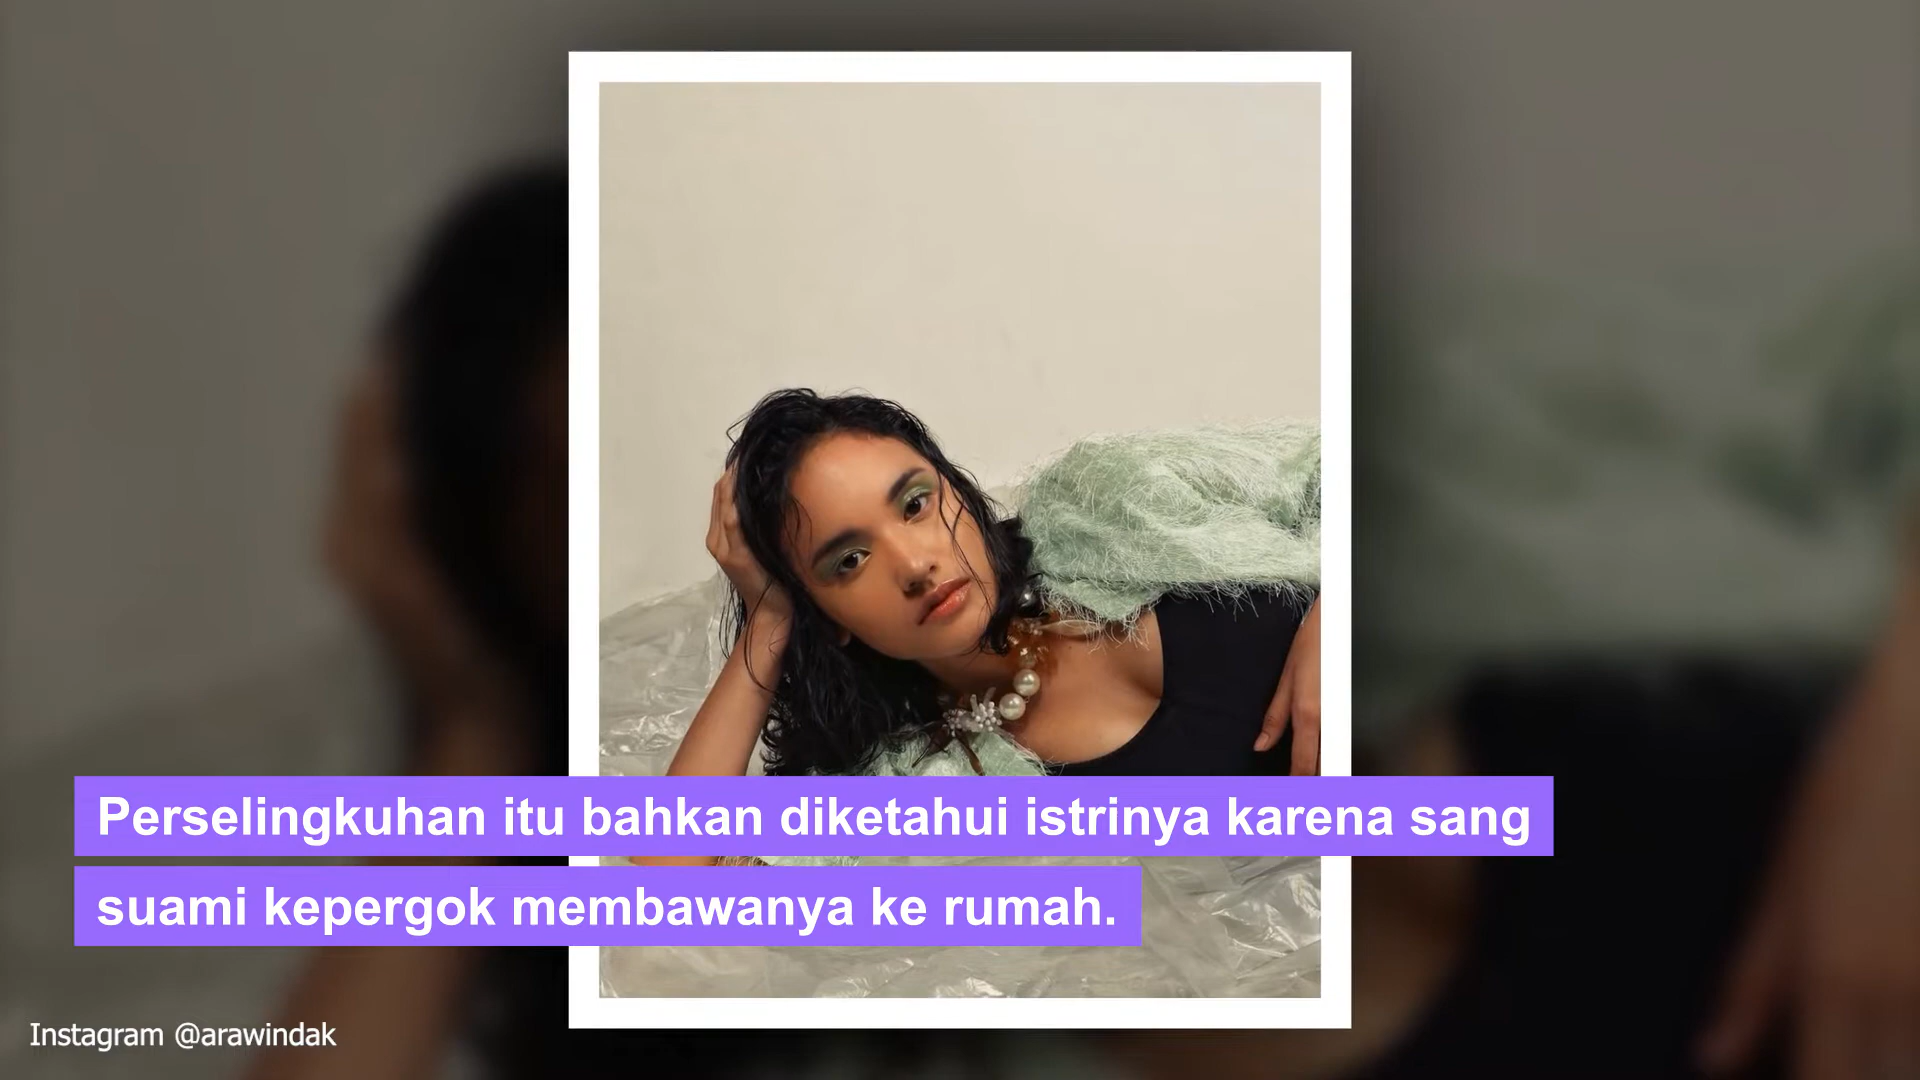 Perselingkuhan itu bahkan diketahui istrinya karena sang
suami kepergok membawanya ke rumah.
Instagram @arawindak